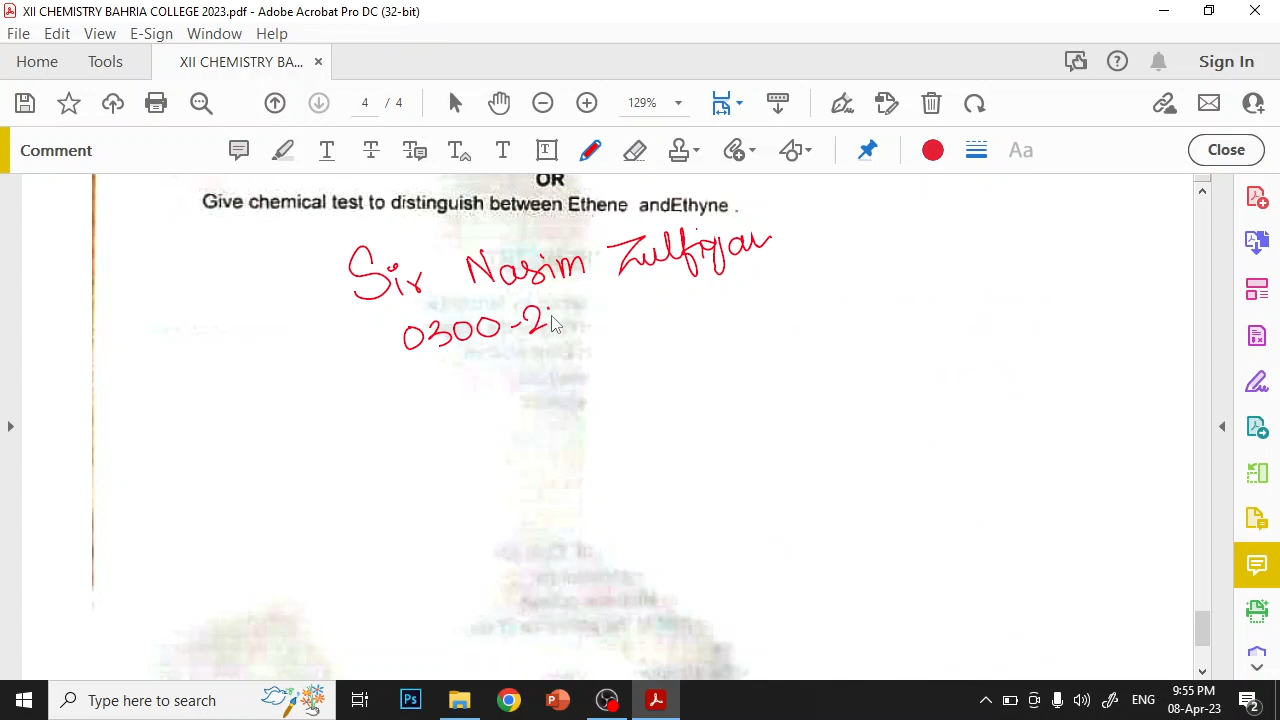 XII CHEMISTRY BAHRIA COLLEGE 2023.pdf - Adobe Acrobat Pro DC (32-bit)
File Edit View E-Sign Window Help
Home Tools XII CHEMISTRY BA... × Sign In
4 / 4 129%
Comment Aa Close
OR
Give chemical test to distinguish between Ethene andEthyne .
Sir Nasim Zulfiqar
0300-2
Type here to search
ENG 9:55 PM 08-Apr-23 2